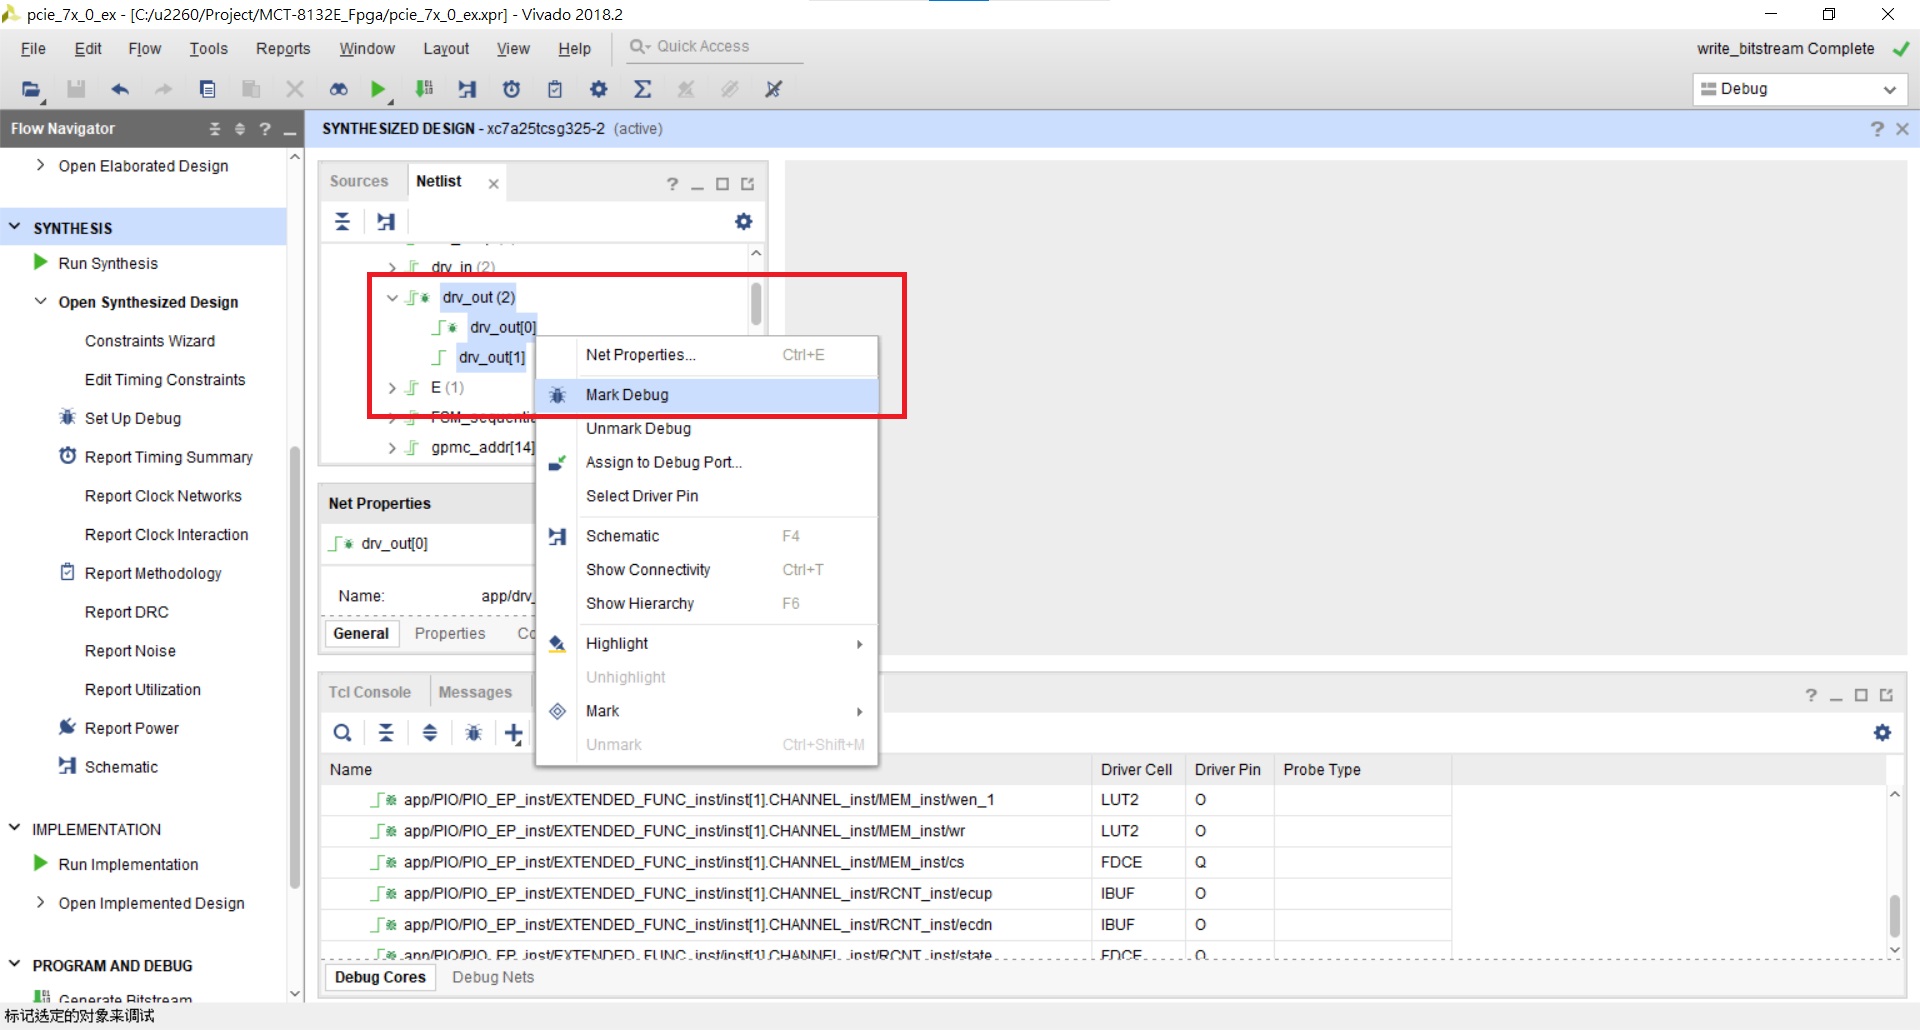 pcie_7x_0_ex - [C:/u2260/Project/MCT-8132E_Fpga/pcie_7x_0_ex.xpr] - Vivado 2018.2
File Edit Flow Tools Reports Window Layout View Help Quick Access
write_bitstream Complete
Debug
Flow Navigator
Open Elaborated Design
SYNTHESIS
Run Synthesis
Open Synthesized Design
Constraints Wizard
Edit Timing Constraints
Set Up Debug
Report Timing Summary
Report Clock Networks
Report Clock Interaction
Report Methodology
Report DRC
Report Noise
Report Utilization
Report Power
Schematic
IMPLEMENTATION
Run Implementation
Open Implemented Design
PROGRAM AND DEBUG
Generate Bitstream
SYNTHESIZED DESIGN - xc7a25tcsg325-2 (active)
Sources Netlist
drv_in (2)
drv_out (2)
drv_out[0]
drv_out[1]
E (1)
FSM_sequentia
gpmc_addr[14]
Net Properties... Ctrl+E
Mark Debug
Unmark Debug
Assign to Debug Port...
Select Driver Pin
Schematic F4
Show Connectivity Ctrl+T
Show Hierarchy F6
Highlight
Unhighlight
Mark
Unmark Ctrl+Shift+M
Net Properties
drv_out[0]
Name: app/drv_
General Properties Co
Tcl Console Messages
Name Driver Cell Driver Pin Probe Type
app/PIO/PIO_EP_inst/EXTENDED_FUNC_inst/inst[1].CHANNEL_inst/MEM_inst/wen_1 LUT2 O
app/PIO/PIO_EP_inst/EXTENDED_FUNC_inst/inst[1].CHANNEL_inst/MEM_inst/wr LUT2 O
app/PIO/PIO_EP_inst/EXTENDED_FUNC_inst/inst[1].CHANNEL_inst/MEM_inst/cs FDCE Q
app/PIO/PIO_EP_inst/EXTENDED_FUNC_inst/inst[1].CHANNEL_inst/RCNT_inst/ecup IBUF O
app/PIO/PIO_EP_inst/EXTENDED_FUNC_inst/inst[1].CHANNEL_inst/RCNT_inst/ecdn IBUF O
app/PIO/PIO_EP_inst/EXTENDED_FUNC_inst/inst[1].CHANNEL_inst/RCNT_inst/state FDCE Q
Debug Cores Debug Nets
标记选定的对象来调试